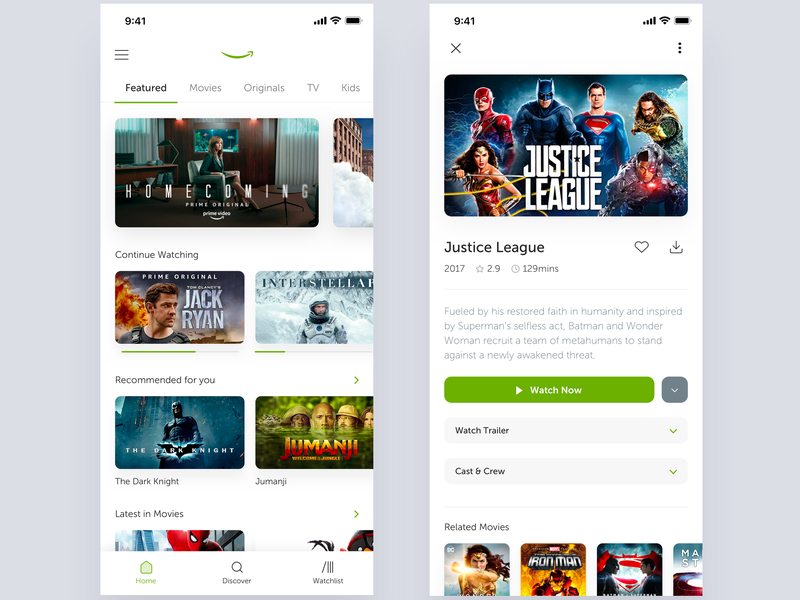 9:41
Featured Movies Originals TV Kids
HOMECOMING
PRIME ORIGINAL
prime video
Continue Watching
PRIME ORIGINAL
TOM CLANCY'S
JACK
RYAN
INTERSTELLAR
Recommended for you
THE DARK KNIGHT
JUMANJI
WELCOME TO THE JUNGLE
The Dark Knight
Jumanji
Latest in Movies
Home
Discover
Watchlist
9:41
JUSTICE
LEAGUE
Justice League
2017 2.9 129mins
Fueled by his restored faith in humanity and inspired
by Superman's selfless act, Batman and Wonder
Woman recruit a team of metahumans to stand
against a newly awakened threat.
Watch Now
Watch Trailer
Cast & Crew
Related Movies
DC
MARVEL
IRON MAN
MA
ST